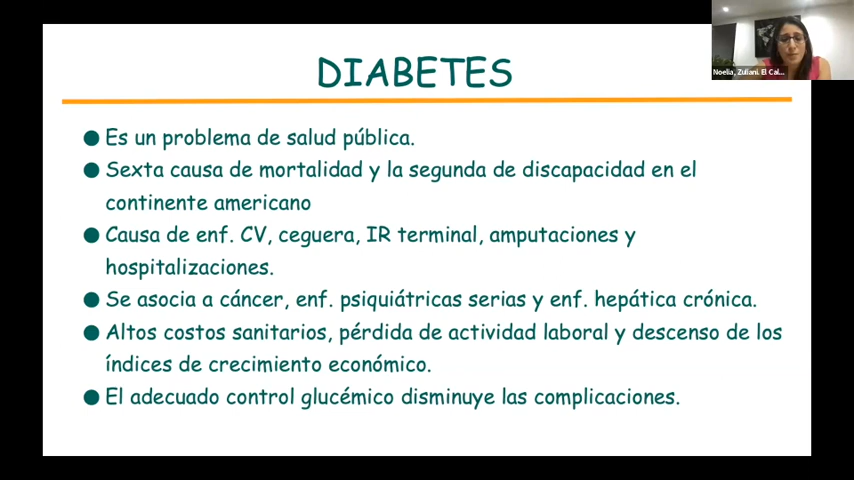 DIABETES
Noelia, Zuliani. El Cal...
● Es un problema de salud pública.
● Sexta causa de mortalidad y la segunda de discapacidad en el
continente americano
● Causa de enf. CV, ceguera, IR terminal, amputaciones y
hospitalizaciones.
● Se asocia a cáncer, enf. psiquiátricas serias y enf. hepática crónica.
● Altos costos sanitarios, pérdida de actividad laboral y descenso de los
índices de crecimiento económico.
● El adecuado control glucémico disminuye las complicaciones.